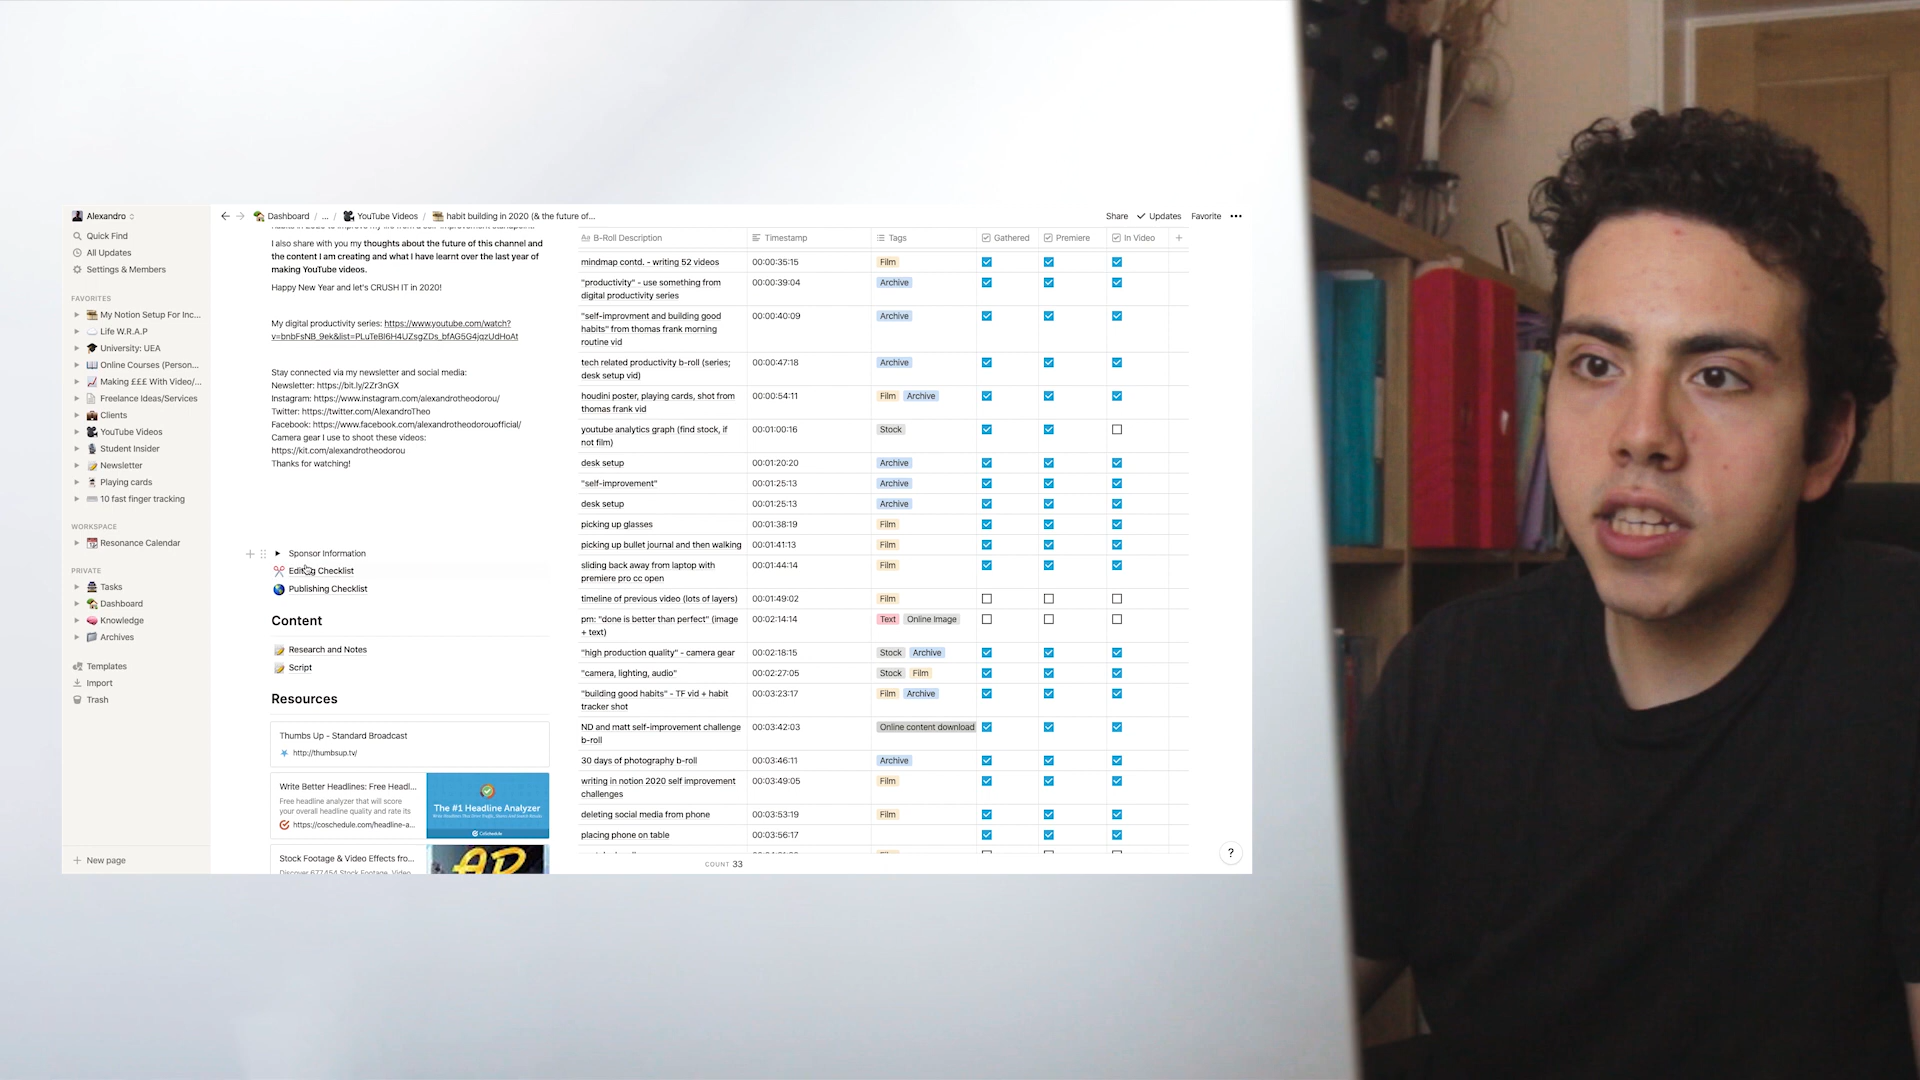 Alexandro
Quick Find
All Updates
Settings & Members
FAVORITES
My Notion Setup For Inc...
Life W.R.A.P
University: UEA
Online Courses (Person...
Making £££ With Video/...
Freelance Ideas/Services
Clients
YouTube Videos
Student Insider
Newsletter
Playing cards
10 fast finger tracking
WORKSPACE
Resonance Calendar
PRIVATE
Tasks
Dashboard
Knowledge
Archives
Templates
Import
Trash
New page
Dashboard / ... / YouTube Videos / habit building in 2020 (& the future of...
Share Updates Favorite
I also share with you my thoughts about the future of this channel and
the content I am creating and what I have learnt over the last year of
making YouTube videos.
Happy New Year and let's CRUSH IT in 2020!
My digital productivity series: https://www.youtube.com/watch?
v=bnbFsNB_9ek&list=PLuTeBl6H4UZsgZDs_bfAG5G4jqzUdHoAt
Stay connected via my newsletter and social media:
Newsletter: https://bit.ly/2Zr3nGX
Instagram: https://www.instagram.com/alexandrotheodorou/
Twitter: https://twitter.com/AlexandroTheo
Facebook: https://www.facebook.com/alexandrotheodorouofficial/
Camera gear I use to shoot these videos:
https://kit.com/alexandrotheodorou
Thanks for watching!
Sponsor Information
Editing Checklist
Publishing Checklist
Content
Research and Notes
Script
Resources
Thumbs Up - Standard Broadcast
http://thumbsup.tv/
Write Better Headlines: Free Headl...
Free headline analyzer that will score
your overall headline quality and rate its
https://coschedule.com/headline-a...
The #1 Headline Analyzer
CoSchedule
Stock Footage & Video Effects fro...
Discover 677,454 Stock Footage, Video
B-Roll Description Timestamp Tags Gathered Premiere In Video
mindmap contd. - writing 52 videos 00:00:35:15 Film
"productivity" - use something from 00:00:39:04 Archive
digital productivity series
"self-improvment and building good 00:00:40:09 Archive
habits" from thomas frank morning
routine vid
tech related productivity b-roll (series; 00:00:47:18 Archive
desk setup vid)
houdini poster, playing cards, shot from 00:00:54:11 Film Archive
thomas frank vid
youtube analytics graph (find stock, if 00:01:00:16 Stock
not film)
desk setup 00:01:20:20 Archive
"self-improvement" 00:01:25:13 Archive
desk setup 00:01:25:13 Archive
picking up glasses 00:01:38:19 Film
picking up bullet journal and then walking 00:01:41:13 Film
sliding back away from laptop with 00:01:44:14 Film
premiere pro cc open
timeline of previous video (lots of layers) 00:01:49:02 Film
pm: "done is better than perfect" (image 00:02:14:14 Text Online Image
+ text)
"high production quality" - camera gear 00:02:18:15 Stock Archive
"camera, lighting, audio" 00:02:27:05 Stock Film
"building good habits" - TF vid + habit 00:03:23:17 Film Archive
tracker shot
ND and matt self-improvement challenge 00:03:42:03 Online content download
b-roll
30 days of photography b-roll 00:03:46:11 Archive
writing in notion 2020 self improvement 00:03:49:05 Film
challenges
deleting social media from phone 00:03:53:19 Film
placing phone on table 00:03:56:17
COUNT 33
?